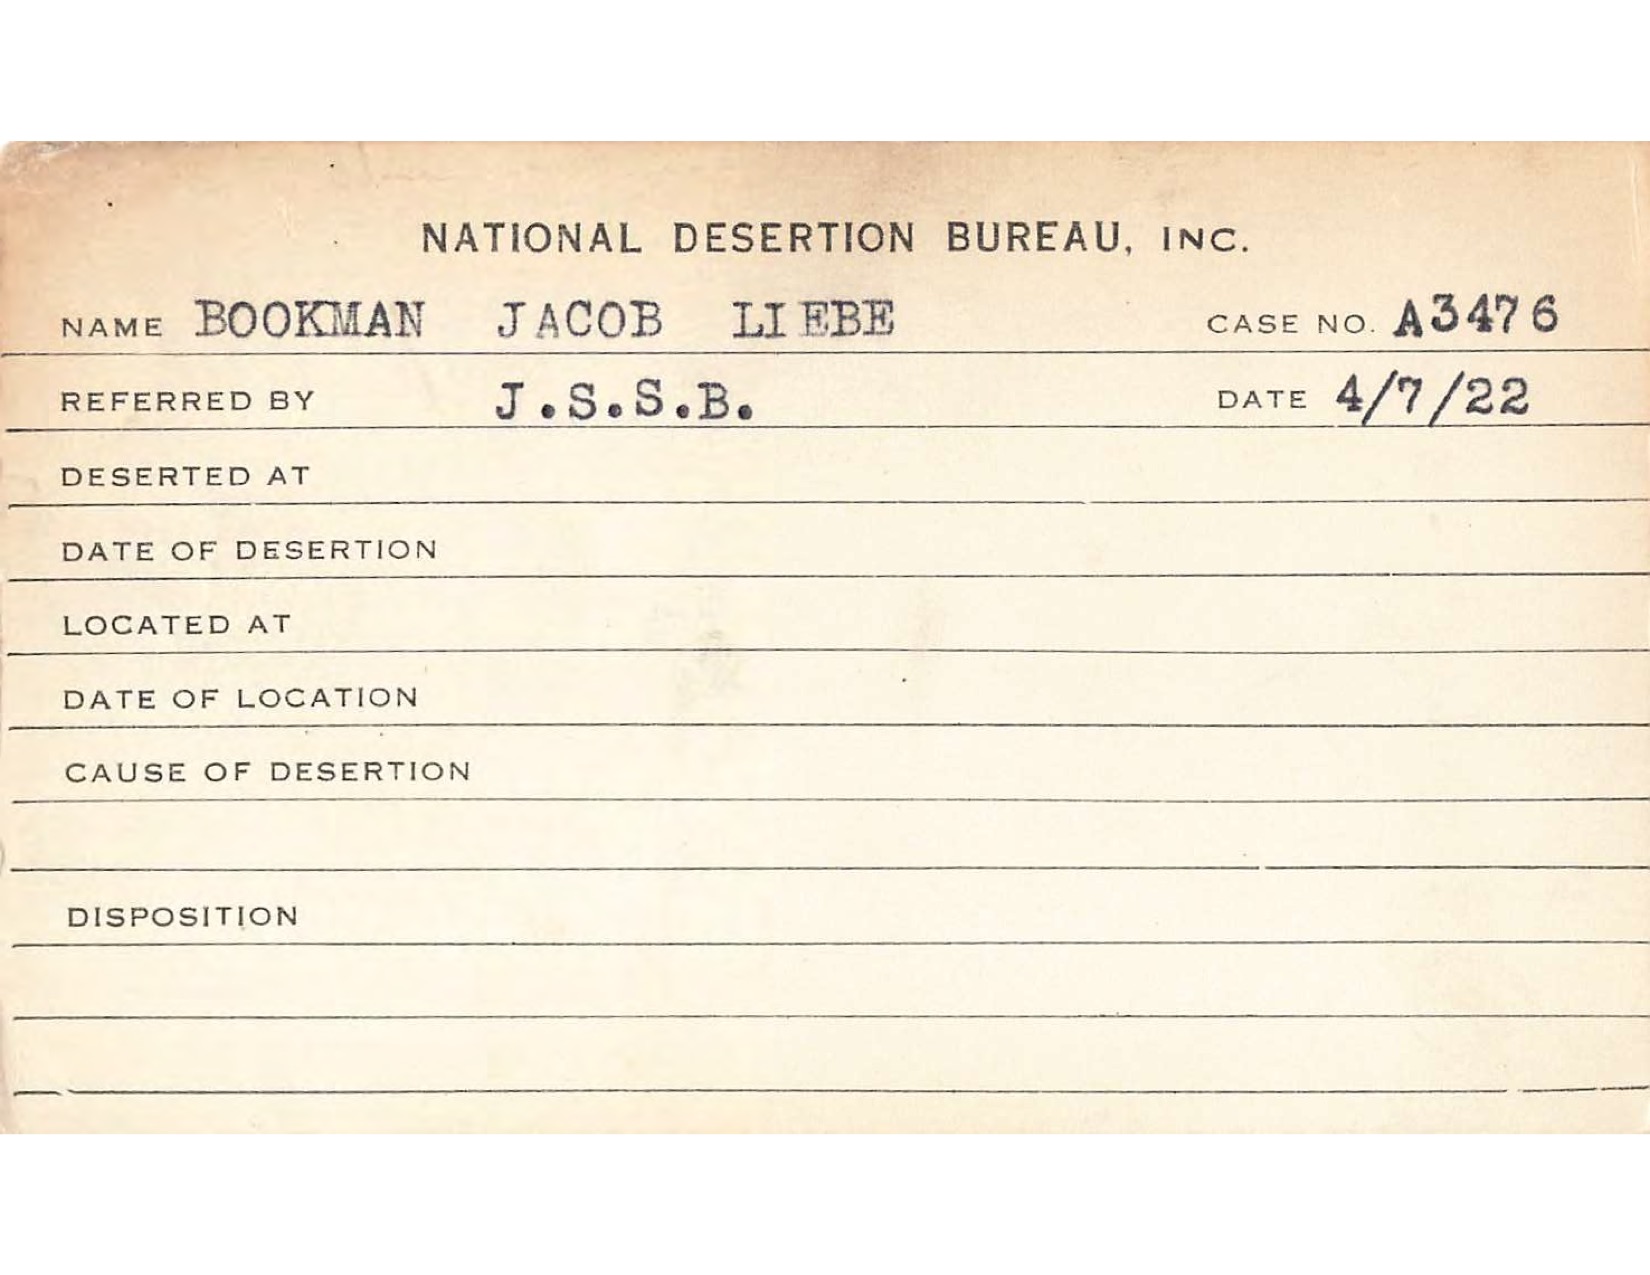 NATIONAL DESERTION BUREAU, INC.
NAME BOOKMAN JACOB LIEBE CASE NO. A3476
REFERRED BY J.S.S.B. DATE 4/7/22
DESERTED AT
DATE OF DESERTION
LOCATED AT
DATE OF LOCATION
CAUSE OF DESERTION
DISPOSITION